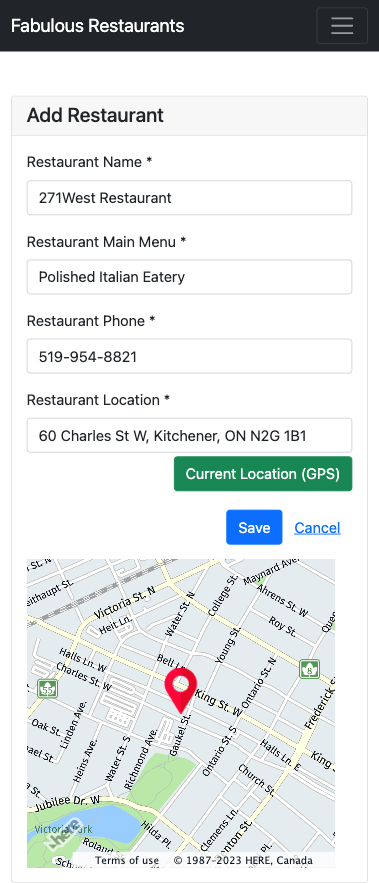 Fabulous Restaurants
Add Restaurant
Restaurant Name *
271West Restaurant
Restaurant Main Menu *
Polished Italian Eatery
Restaurant Phone *
519-954-8821
Restaurant Location *
60 Charles St W, Kitchener, ON N2G 1B1
Current Location (GPS)
Save Cancel
Maynard Ave.
St. N
eithaupt St.
Victoria St. N
Water St. N
College St.
Ahrens St. W
Heit Ln.
Roy St.
Young St.
Halls Ln. W
Bell Ln.
Ontario St. N
8
Charles St. W
King St. W
Frederick
Oak St.
Linden Ave.
Gaukel St.
Ontario St. S
Halls Ln. E
King
Heins Ave.
Water St. S
Richmond Ave.
Church St.
Jubilee Dr. W
Clemens Ln.
Victoria Park
Hilda Pl.
here
Terms of use © 1987-2023 HERE, Canada